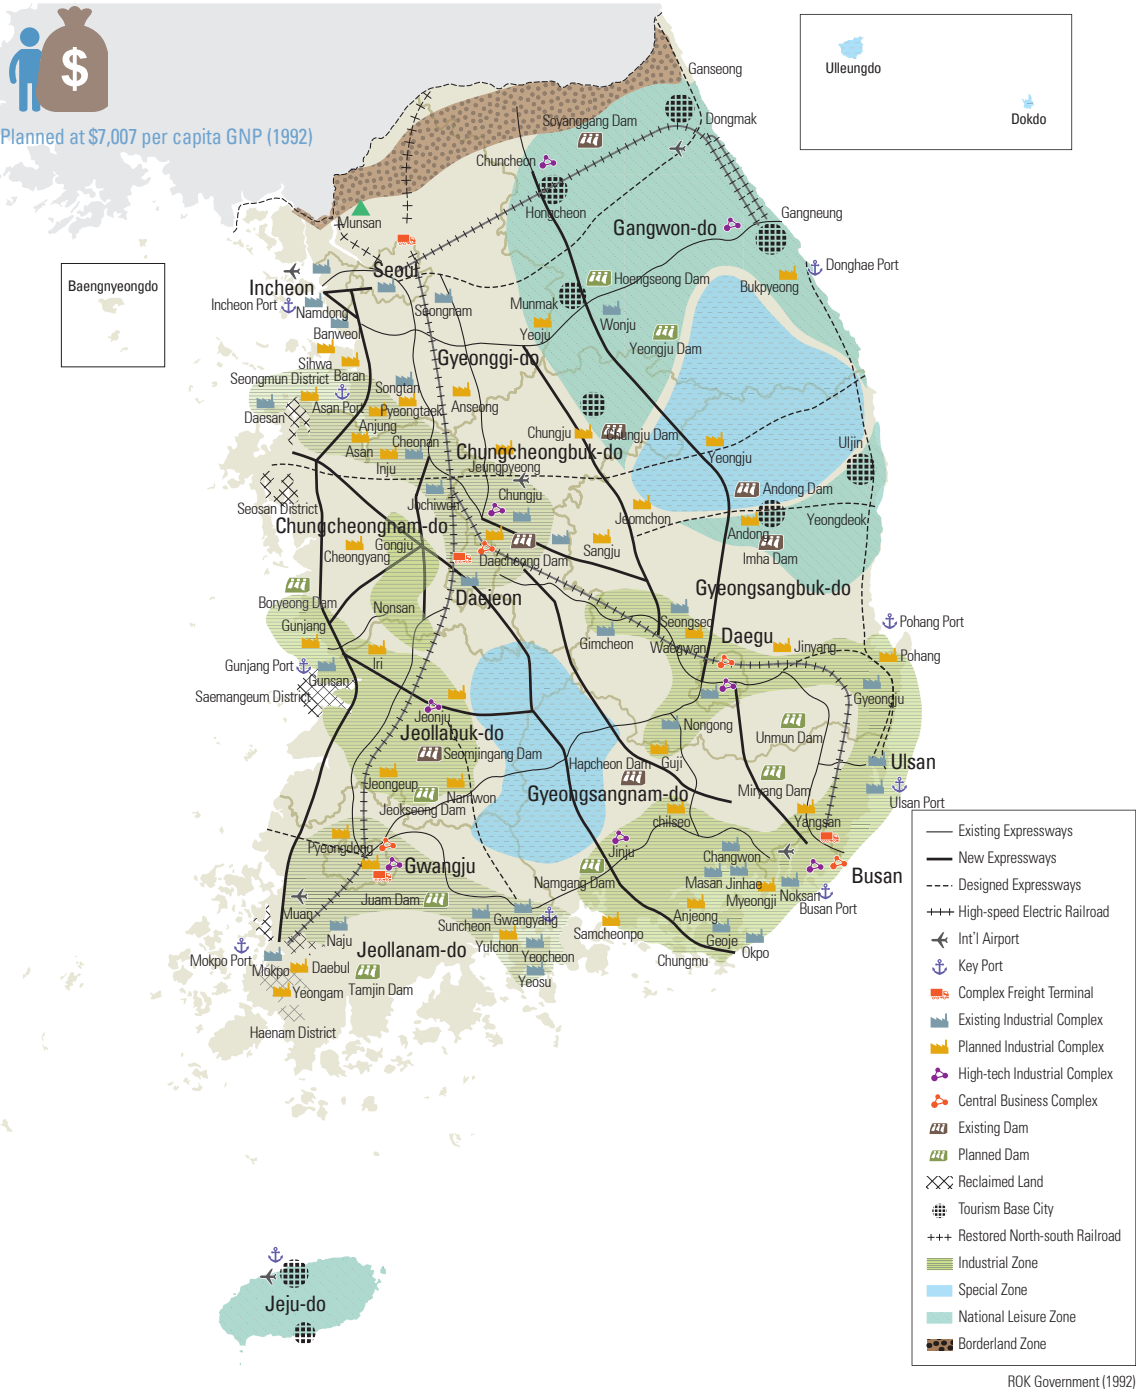 $
Planned at $7,007 per capita GNP (1992)
Ulleungdo
Dokdo
Baengnyeongdo
Ganseong
Soyanggang Dam
Dongmak
Chuncheon
Hongcheon
Munsan
Gangwon-do
Gangneung
Seoul
Donghae Port
Incheon
Hoengseong Dam
Bukpyeong
Incheon Port
Namdong
Seongnam
Munmak
Wonju
Banweol
Yeoju
Yeongju Dam
Sihwa
Gyeonggi-do
Seongmun District
Baran
Songtan
Asan Port
Pyeongtaek
Anseong
Daesan
Anjung
Chungju
Chungju Dam
Asan
Cheonan
Chungcheongbuk-do
Yeongju
Uljin
Inju
Jeungpyeong
Seosan District
Jochiwon
Chungju
Andong Dam
Chungcheongnam-do
Jeomchon
Andong
Yeongdeok
Cheongyang
Gongju
Daecheong Dam
Sangju
Imha Dam
Boryeong Dam
Nonsan
Daejeon
Gyeongsangbuk-do
Gunjang
Seongseo
Pohang Port
Gimcheon
Waegwan
Daegu
Jinyang
Pohang
Gunjang Port
Iri
Gunsan
Saemangeum District
Gyeongju
Jeonju
Jeollabuk-do
Nongong
Unmun Dam
Seomjingang Dam
Hapcheon Dam
Guji
Ulsan
Jeongeup
Namwon
Jeokseong Dam
Gyeongsangnam-do
Miryang Dam
Ulsan Port
chilseo
Yangsan
Pyeongdong
Jinju
Changwon
Gwangju
Namgang Dam
Masan
Jinhae
Busan
Juam Dam
Myeongji
Noksan
Busan Port
Muan
Suncheon
Gwangyang
Anjeong
Naju
Yulchon
Samcheonpo
Geoje
Jeollanam-do
Yeocheon
Okpo
Mokpo Port
Mokpo
Daebul
Chungmu
Yeongam
Tamjin Dam
Yeosu
Haenam District
Jeju-do
Existing Expressways
New Expressways
Designed Expressways
High-speed Electric Railroad
Int'l Airport
Key Port
Complex Freight Terminal
Existing Industrial Complex
Planned Industrial Complex
High-tech Industrial Complex
Central Business Complex
Existing Dam
Planned Dam
Reclaimed Land
Tourism Base City
Restored North-south Railroad
Industrial Zone
Special Zone
National Leisure Zone
Borderland Zone
ROK Government (1992)